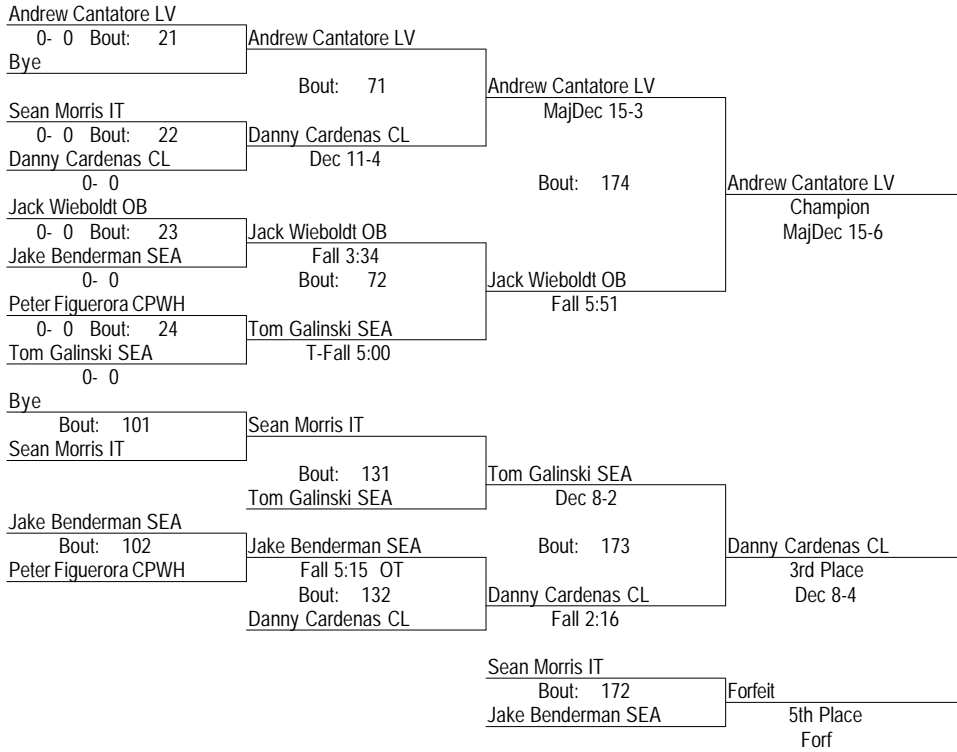 Andrew Cantatore LV
0- 0 Bout: 21
Bye
Andrew Cantatore LV
Bout: 71
Sean Morris IT
0- 0 Bout: 22
Danny Cardenas CL
0- 0
Danny Cardenas CL
Dec 11-4
Andrew Cantatore LV
MajDec 15-3
Bout: 174
Jack Wieboldt OB
0- 0 Bout: 23
Jake Benderman SEA
0- 0
Jack Wieboldt OB
Fall 3:34
Bout: 72
Peter Figuerora CPWH
0- 0 Bout: 24
Tom Galinski SEA
0- 0
Tom Galinski SEA
T-Fall 5:00
Jack Wieboldt OB
Fall 5:51
Andrew Cantatore LV
Champion
MajDec 15-6
Bye
Bout: 101
Sean Morris IT
Sean Morris IT
Bout: 131
Tom Galinski SEA
Tom Galinski SEA
Dec 8-2
Bout: 173
Jake Benderman SEA
Bout: 102
Peter Figuerora CPWH
Jake Benderman SEA
Fall 5:15 OT
Bout: 132
Danny Cardenas CL
Danny Cardenas CL
Fall 2:16
Danny Cardenas CL
3rd Place
Dec 8-4
Sean Morris IT
Bout: 172
Jake Benderman SEA
Forfeit
5th Place
Forf